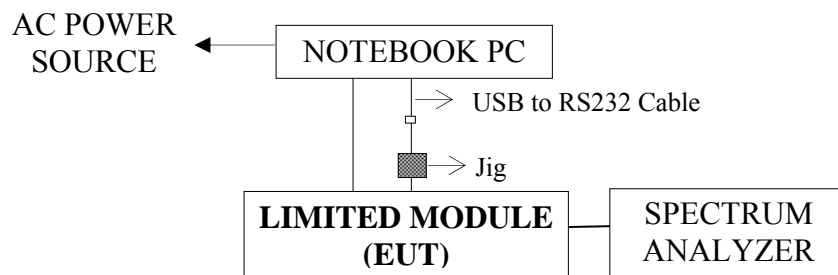 AC POWER
SOURCE
NOTEBOOK PC
USB to RS232 Cable
Jig
LIMITED MODULE
(EUT)
SPECTRUM
ANALYZER